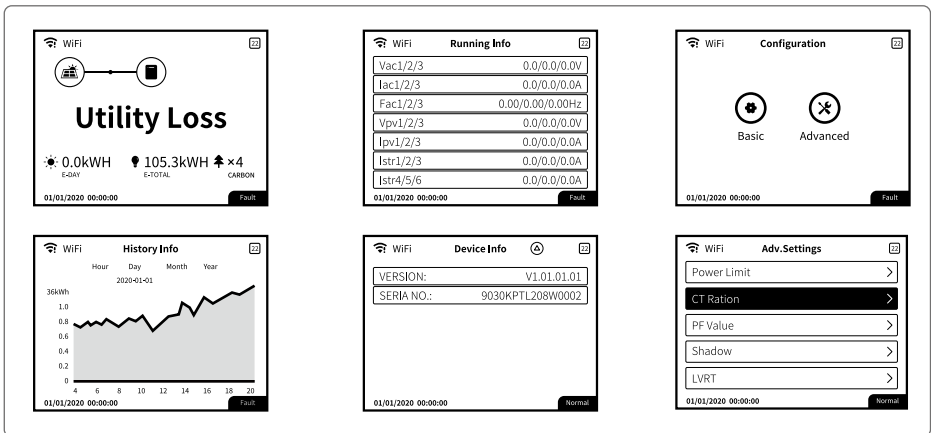 WiFi 22
Utility Loss
0.0kWH 105.3kWH ×4
E-DAY E-TOTAL CARBON
01/01/2020 00:00:00 Fault
WiFi Running Info 22
Vac1/2/3 0.0/0.0/0.0V
Iac1/2/3 0.0/0.0/0.0A
Fac1/2/3 0.00/0.00/0.00Hz
Vpv1/2/3 0.0/0.0/0.0V
Ipv1/2/3 0.0/0.0/0.0A
Istr1/2/3 0.0/0.0/0.0A
Istr4/5/6 0.0/0.0/0.0A
01/01/2020 00:00:00 Fault
WiFi Configuration 22
Basic Advanced
01/01/2020 00:00:00 Fault
WiFi History Info 22
Hour Day Month Year
2020-01-01
36kWh
1.0
0.8
0.6
0.4
0.2
0
4 6 8 10 12 14 16 18 20
01/01/2020 00:00:00 Fault
WiFi Device Info 22
VERSION: V1.01.01.01
SERIA NO.: 9030KPTL208W0002
01/01/2020 00:00:00 Normal
WiFi Adv.Settings 22
Power Limit >
CT Ration >
PF Value >
Shadow >
LVRT >
01/01/2020 00:00:00 Normal